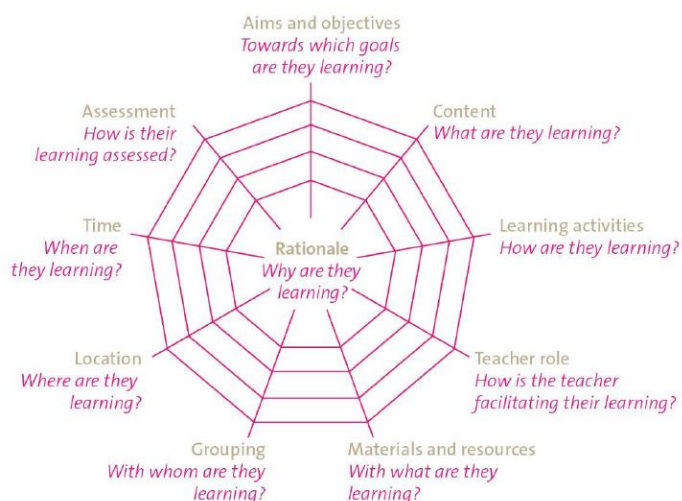 Aims and objectives
Towards which goals
are they learning?
Content
What are they learning?
Learning activities
How are they learning?
Teacher role
How is the teacher
facilitating their learning?
Materials and resources
With what are they
learning?
Grouping
With whom are they
learning?
Location
Where are they
learning?
Time
When are
they learning?
Assessment
How is their
learning assessed?
Rationale
Why are they
learning?